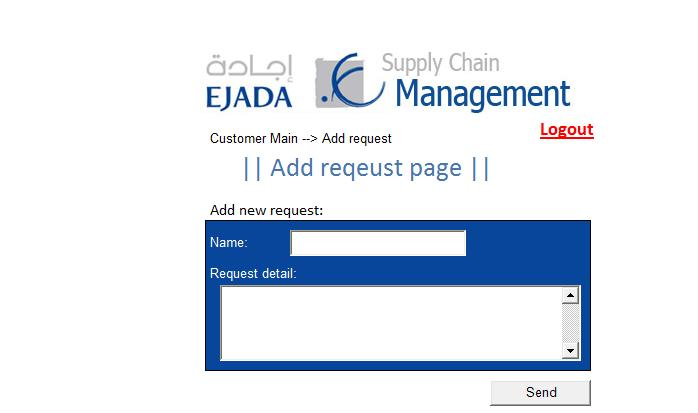 إجادة
EJADA
Supply Chain
Management
Logout
Customer Main --> Add request
|| Add reqeust page ||
Add new request:
Name:
Request detail:
Send